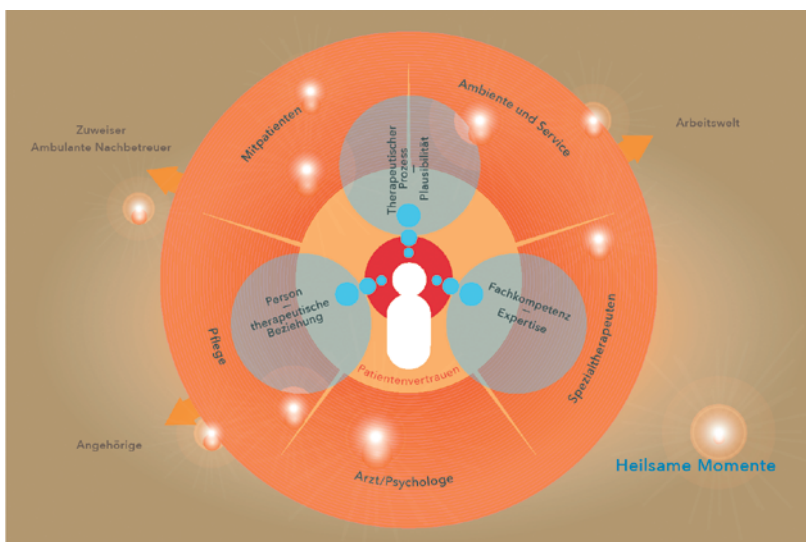 Zuweiser
Ambulante Nachbetreuer
Mitpatienten
Ambiente und Service
Arbeitswelt
Therapeutischer
Prozess
–
Plausibilität
Person
–
therapeutische
Beziehung
Fachkompetenz
–
Expertise
Pflege
Patientenvertrauen
Spezialtherapeuten
Angehörige
Arzt/Psychologe
Heilsame Momente